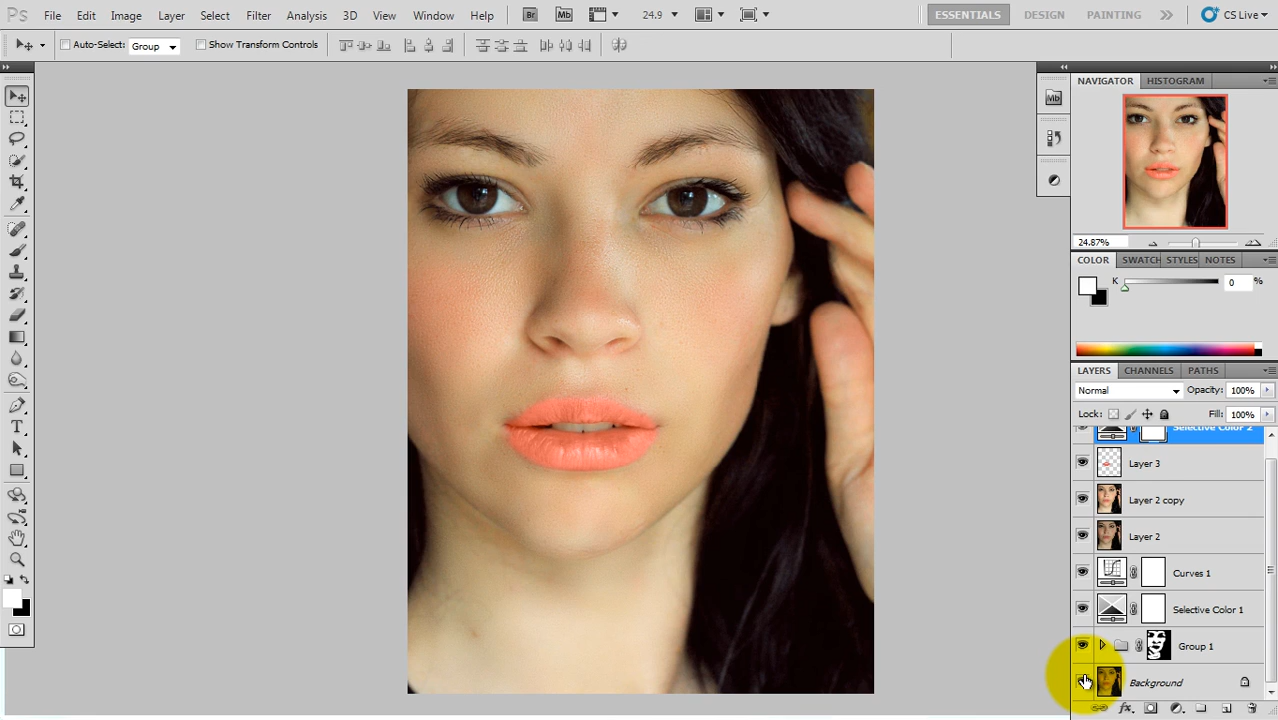 Ps File Edit Image Layer Select Filter Analysis 3D View Window Help Br Mb 24.9 ESSENTIALS DESIGN PAINTING CS Live
Auto-Select: Group Show Transform Controls
NAVIGATOR HISTOGRAM
Mb
24.87%
COLOR SWATCH STYLES NOTES
K 0 %
LAYERS CHANNELS PATHS
Normal Opacity: 100%
Lock: Fill: 100%
Selective Color 2
Layer 3
Layer 2 copy
Layer 2
Curves 1
Selective Color 1
Group 1
Background
fx
T